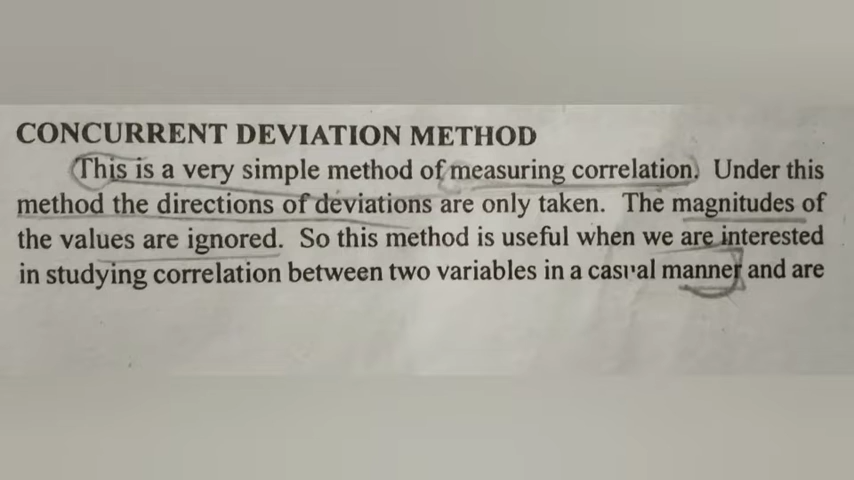 CONCURRENT DEVIATION METHOD
This is a very simple method of measuring correlation. Under this
method the directions of deviations are only taken. The magnitudes of
the values are ignored. So this method is useful when we are interested
in studying correlation between two variables in a casual manner and are